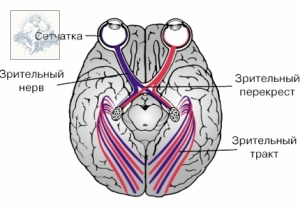 Сетчатка
Зрительный
нерв
Зрительный
перекрест
Зрительный
тракт